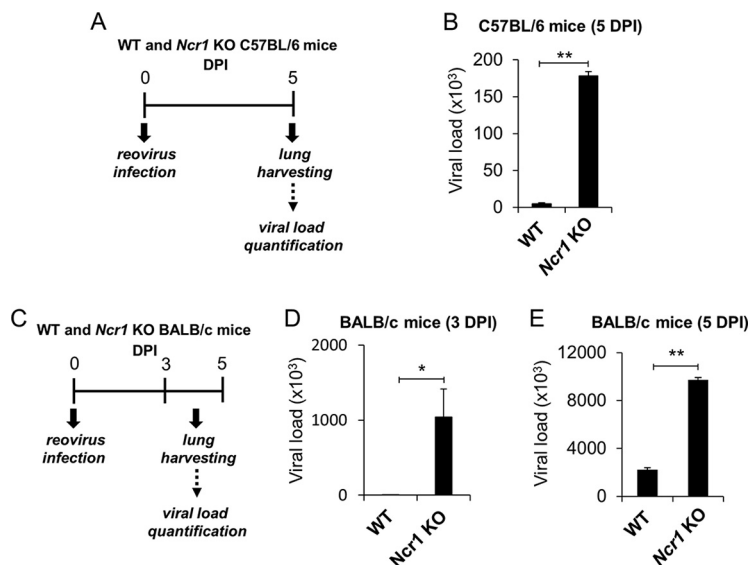 A
WT and Ncr1 KO C57BL/6 mice
DPI
0 5
reovirus
infection
lung
harvesting
viral load
quantification
B
C57BL/6 mice (5 DPI)
**
Viral load (x10³)
200
150
100
50
0
WT
Ncr1 KO
C
WT and Ncr1 KO BALB/c mice
DPI
0 3 5
reovirus
infection
lung
harvesting
viral load
quantification
D
BALB/c mice (3 DPI)
*
Viral load (x10³)
2000
1000
0
WT
Ncr1 KO
E
BALB/c mice (5 DPI)
**
Viral load (x10³)
12000
8000
4000
0
WT
Ncr1 KO